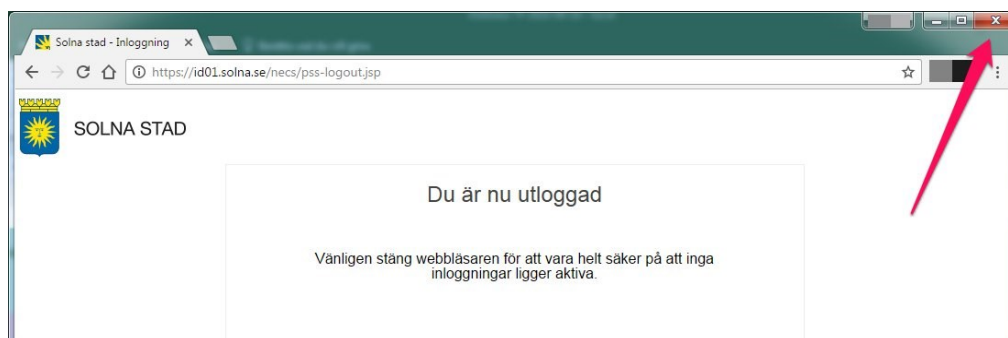 Solna stad - Inloggning
https://id01.solna.se/necs/pss-logout.jsp
SOLNA STAD
Du är nu utloggad
Vänligen stäng webbläsaren för att vara helt säker på att inga
inloggningar ligger aktiva.